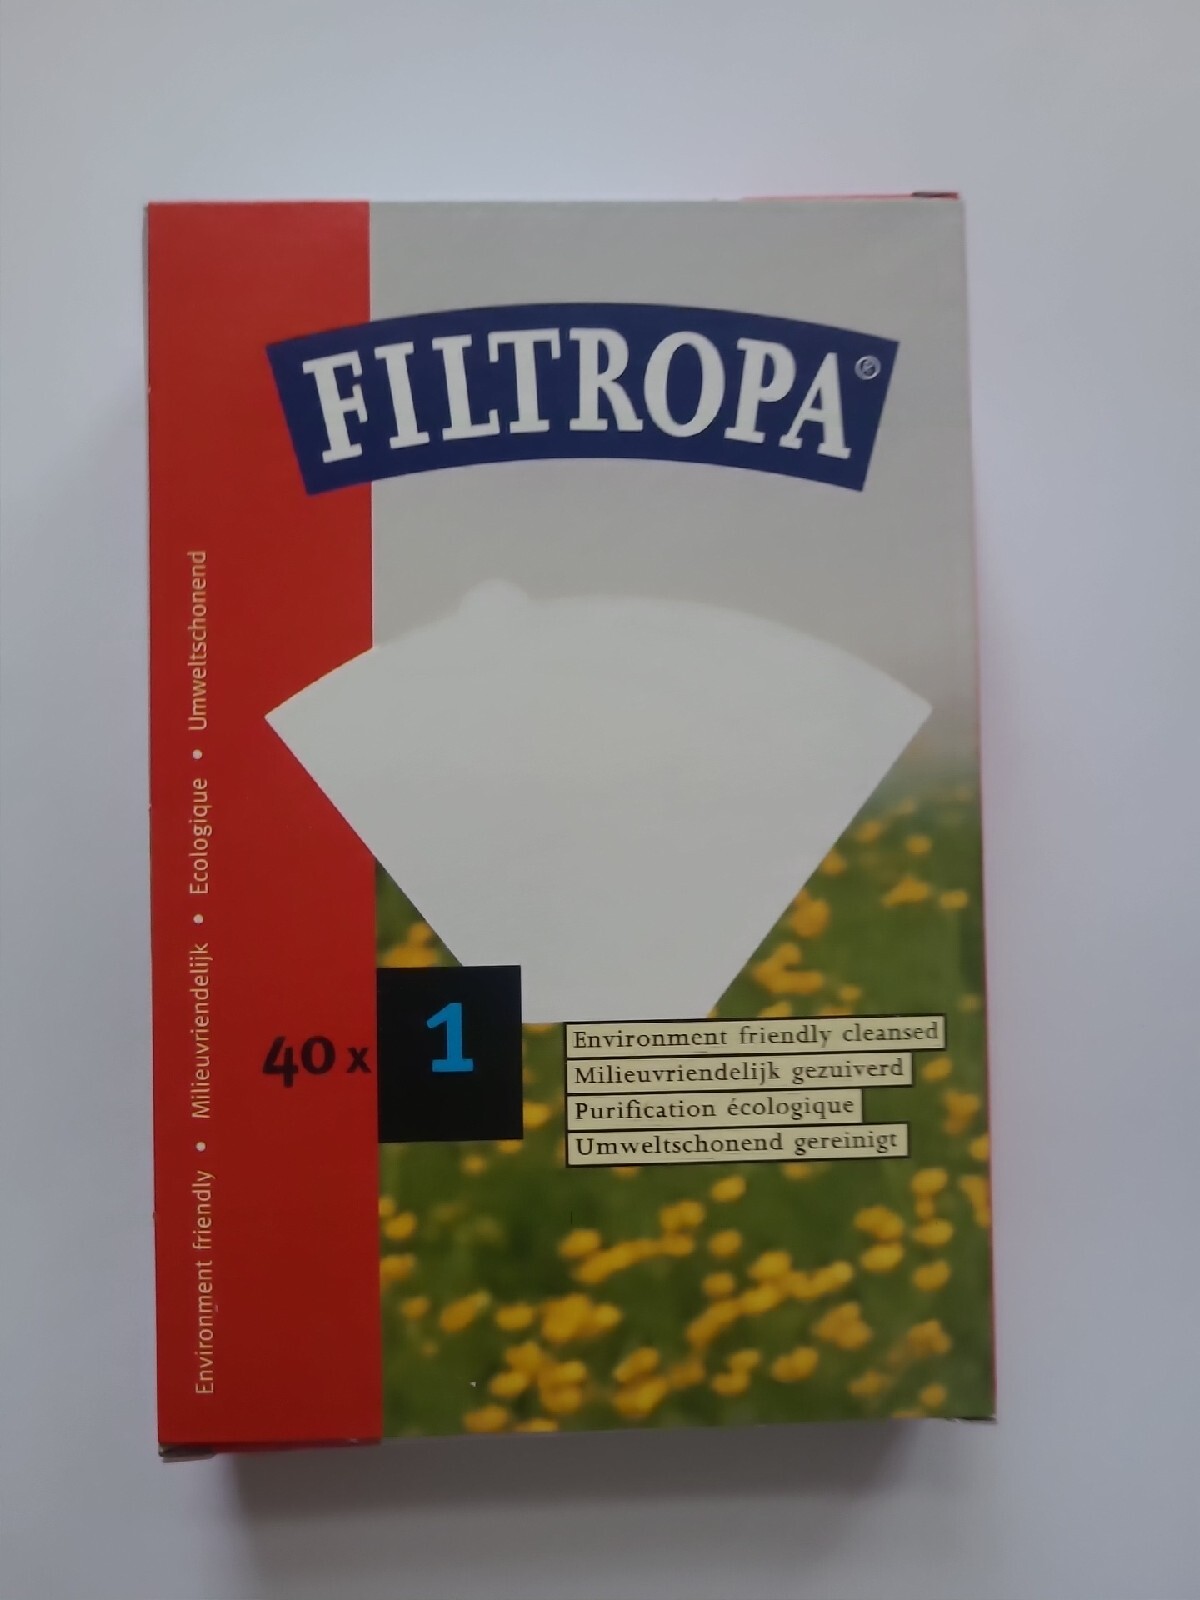 FILTROPA®
Environment friendly • Milieuvriendelijk • Ecologique • Umweltschonend
40 x 1
Environment friendly cleansed
Milieuvriendelijk gezuiverd
Purification écologique
Umweltschonend gereinigt